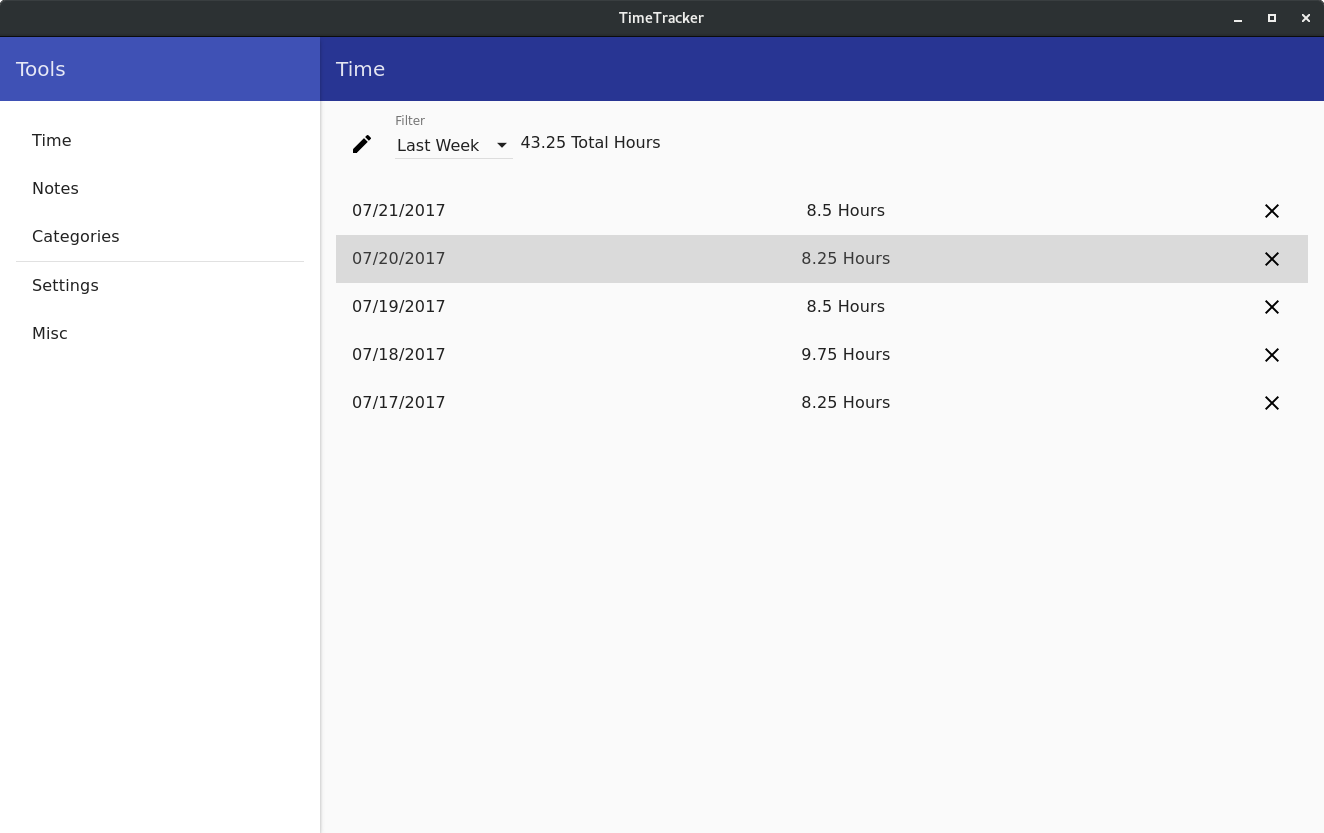 TimeTracker
Tools
Time
Time
Notes
Categories
Settings
Misc
Filter
Last Week
43.25 Total Hours
07/21/2017 8.5 Hours
07/20/2017 8.25 Hours
07/19/2017 8.5 Hours
07/18/2017 9.75 Hours
07/17/2017 8.25 Hours